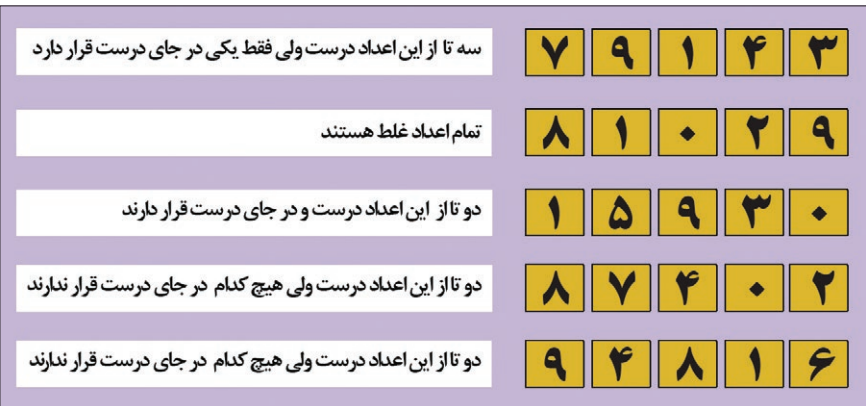 سه تا از این اعداد درست ولی فقط یکی در جای درست قرار دارد ۷ ۹ ۱ ۴ ۳
تمام اعداد غلط هستند ۸ ۱ ۰ ۲ ۹
دو تا از این اعداد درست و در جای درست قرار دارند ۱ ۵ ۹ ۳ ۰
دو تا از این اعداد درست ولی هیچ کدام در جای درست قرار ندارند ۸ ۷ ۴ ۰ ۲
دو تا از این اعداد درست ولی هیچ کدام در جای درست قرار ندارند ۹ ۴ ۸ ۱ ۶